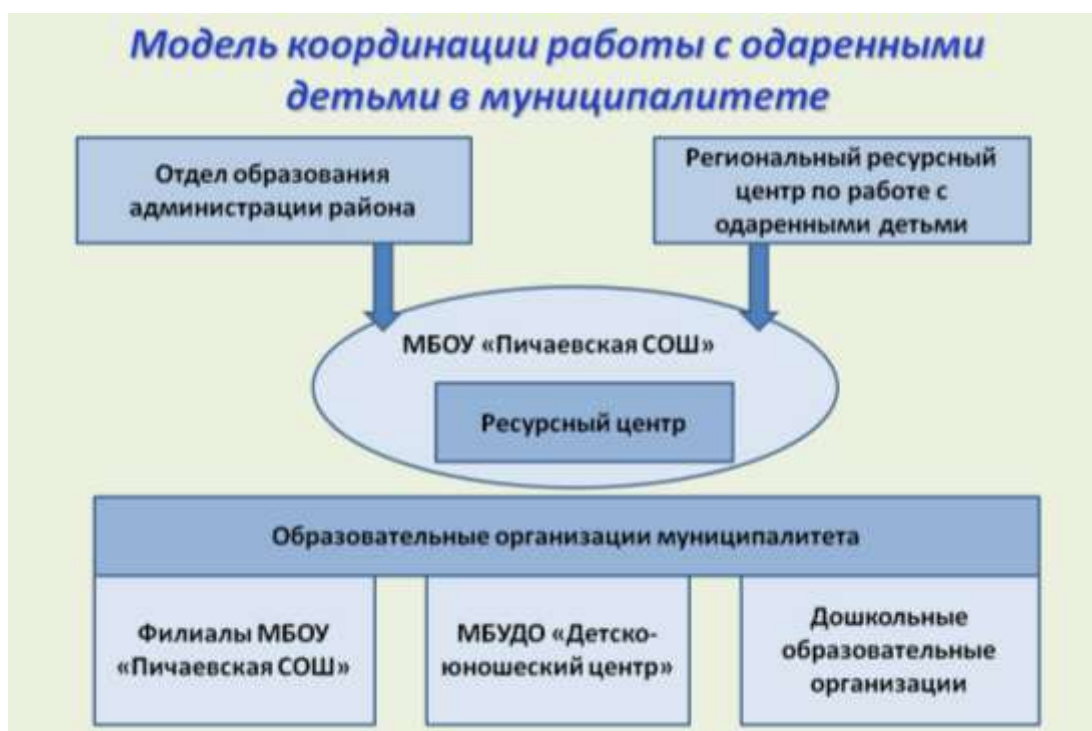 Модель координации работы с одаренными
детьми в муниципалитете
Отдел образования
администрации района
Региональный ресурсный
центр по работе с
одаренными детьми
МБОУ «Пичаевская СОШ»
Ресурсный центр
Образовательные организации муниципалитета
Филиалы МБОУ
«Пичаевская СОШ»
МБУДО «Детско-
юношеский центр»
Дошкольные
образовательные
организации